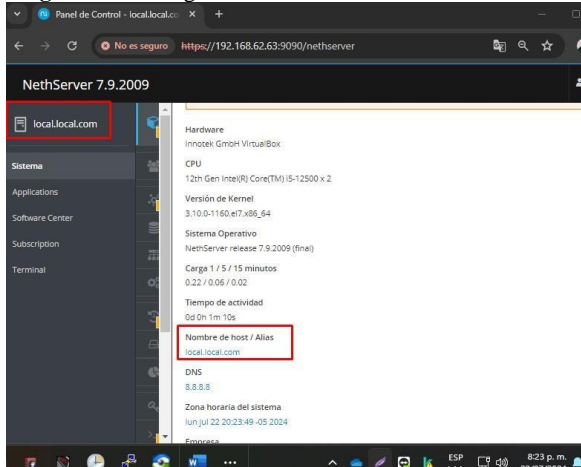 Panel de Control - local.local.co
No es seguro https://192.168.62.63:9090/nethserver
NethServer 7.9.2009
local.local.com
Sistema
Applications
Software Center
Subscription
Terminal
Hardware
innotek GmbH VirtualBox
CPU
12th Gen Intel(R) Core(TM) i5-12500 x 2
Versión de Kernel
3.10.0-1160.el7.x86_64
Sistema Operativo
NethServer release 7.9.2009 (final)
Carga 1 / 5 / 15 minutos
0.22 / 0.06 / 0.02
Tiempo de actividad
0d 0h 1m 10s
Nombre de host / Alias
local.local.com
DNS
8.8.8.8
Zona horaria del sistema
lun jul 22 20:23:49 -05 2024
Empresa
ESP
8:23 p. m.